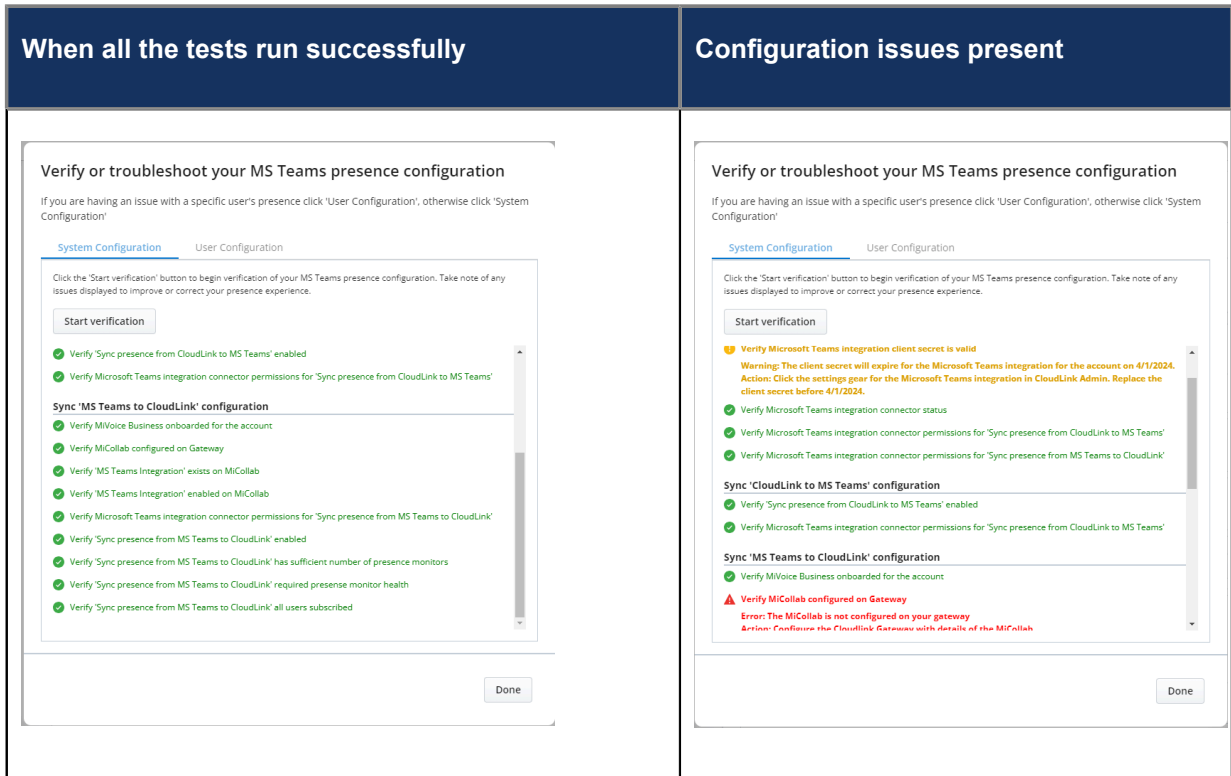 When all the tests run successfully
Configuration issues present
Verify or troubleshoot your MS Teams presence configuration
If you are having an issue with a specific user's presence click 'User Configuration', otherwise click 'System
Configuration'
System Configuration User Configuration
Click the 'Start verification' button to begin verification of your MS Teams presence configuration. Take note of any
issues displayed to improve or correct your presence experience.
Start verification
Verify 'Sync presence from CloudLink to MS Teams' enabled
Verify Microsoft Teams integration connector permissions for 'Sync presence from CloudLink to MS Teams'
Sync 'MS Teams to CloudLink' configuration
Verify MiVoice Business onboarded for the account
Verify MiCollab configured on Gateway
Verify 'MS Teams Integration' exists on MiCollab
Verify 'MS Teams Integration' enabled on MiCollab
Verify Microsoft Teams integration connector permissions for 'Sync presence from MS Teams to CloudLink'
Verify 'Sync presence from MS Teams to CloudLink' enabled
Verify 'Sync presence from MS Teams to CloudLink' has sufficient number of presence monitors
Verify 'Sync presence from MS Teams to CloudLink' required presense monitor health
Verify 'Sync presence from MS Teams to CloudLink' all users subscribed
Done
Verify or troubleshoot your MS Teams presence configuration
If you are having an issue with a specific user's presence click 'User Configuration', otherwise click 'System
Configuration'
System Configuration User Configuration
Click the 'Start verification' button to begin verification of your MS Teams presence configuration. Take note of any
issues displayed to improve or correct your presence experience.
Start verification
Verify Microsoft Teams integration client secret is valid
Warning: The client secret will expire for the Microsoft Teams integration for the account on 4/1/2024.
Action: Click the settings gear for the Microsoft Teams integration in CloudLink Admin. Replace the
client secret before 4/1/2024.
Verify Microsoft Teams integration connector status
Verify Microsoft Teams integration connector permissions for 'Sync presence from CloudLink to MS Teams'
Verify Microsoft Teams integration connector permissions for 'Sync presence from MS Teams to CloudLink'
Sync 'CloudLink to MS Teams' configuration
Verify 'Sync presence from CloudLink to MS Teams' enabled
Verify Microsoft Teams integration connector permissions for 'Sync presence from CloudLink to MS Teams'
Sync 'MS Teams to CloudLink' configuration
Verify MiVoice Business onboarded for the account
Verify MiCollab configured on Gateway
Error: The MiCollab is not configured on your gateway
Action: Configure the Cloudlink Gateway with details of the MiCollab
Done